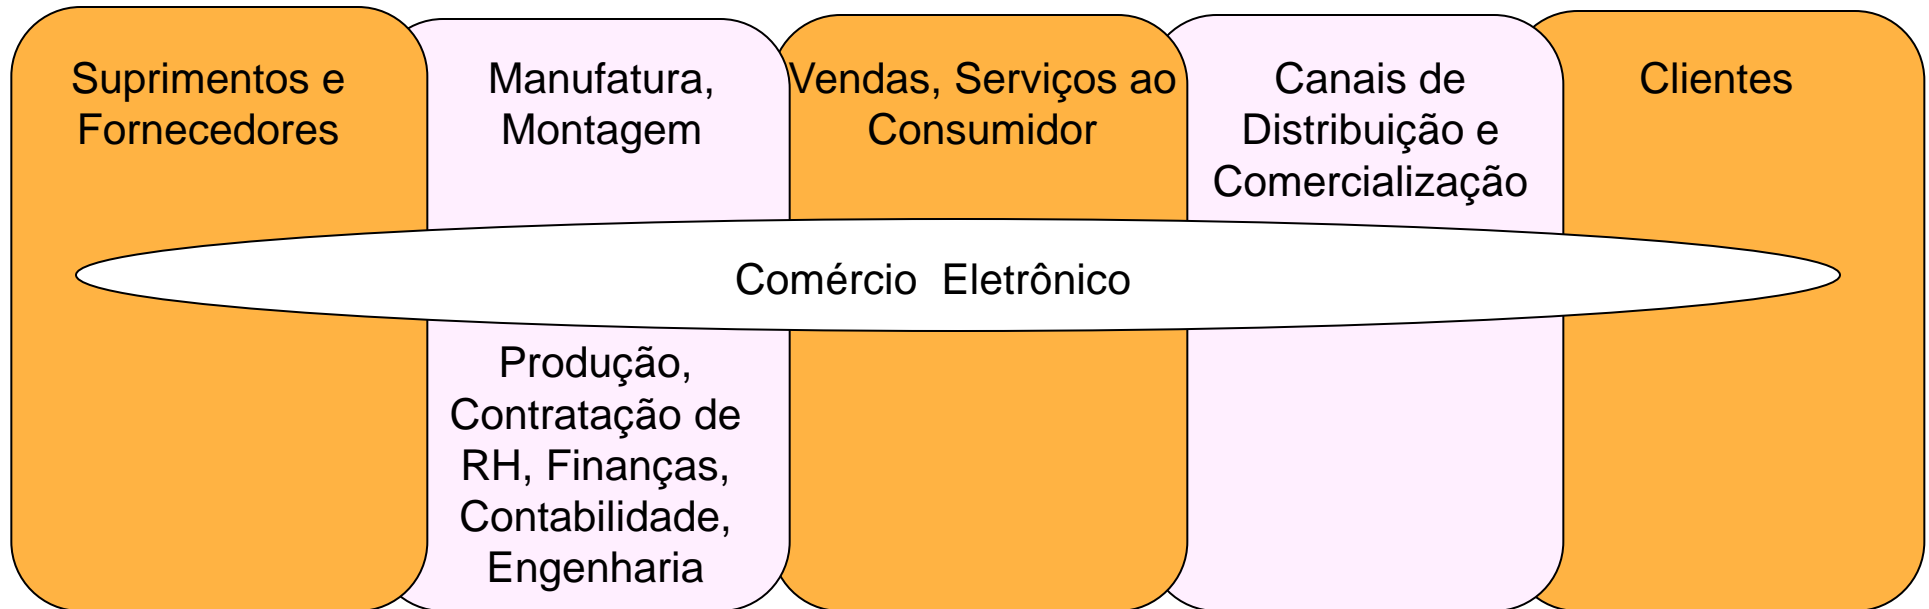 Suprimentos e
Fornecedores
Manufatura,
Montagem
Vendas, Serviços ao
Consumidor
Canais de
Distribuição e
Comercialização
Clientes
Comércio  Eletrônico
Produção,
Contratação de
RH, Finanças,
Contabilidade,
Engenharia